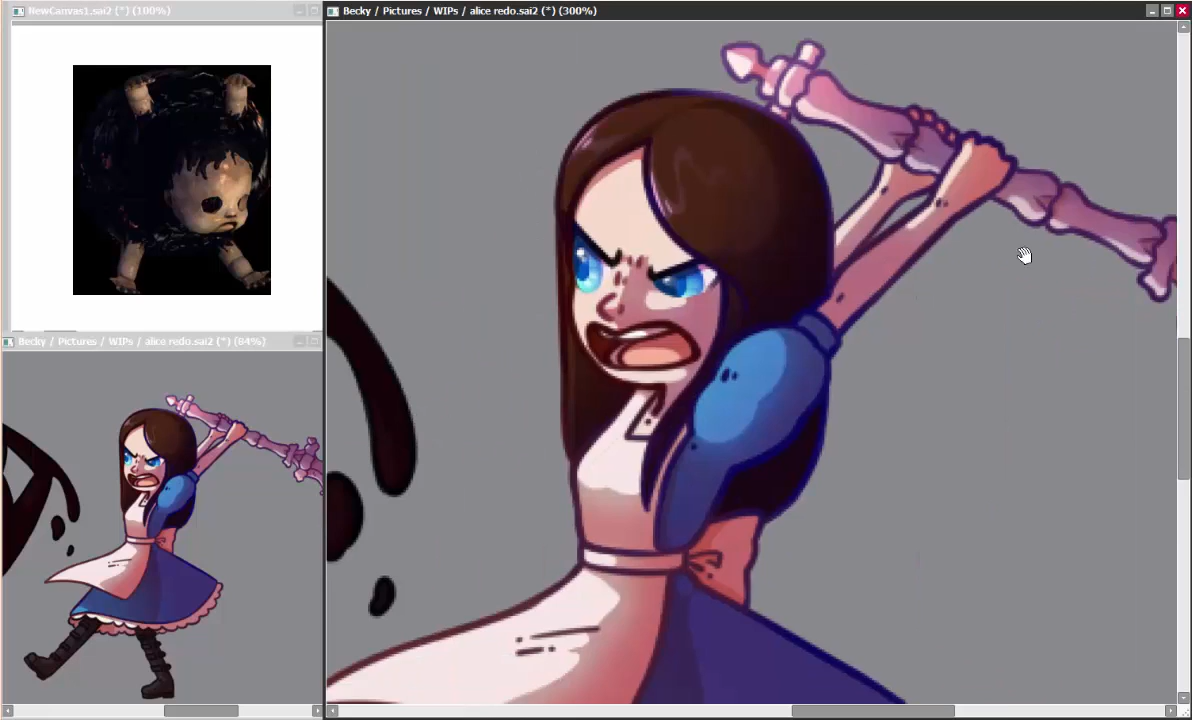 NewCanvas1.sai2 (*) (100%)
Becky / Pictures / WIPs / alice redo.sai2 (*) (300%)
Becky / Pictures / WIPs / alice redo.sai2 (*) (84%)